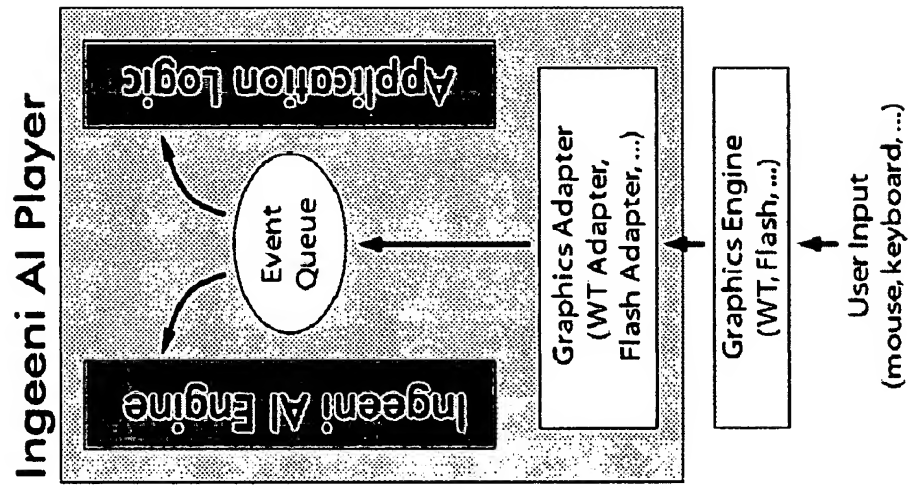 Ingeeni AI Player
Ingeeni AI Engine
Application Logic
Event
Queue
Graphics Adapter
(WT Adapter,
Flash Adapter, ...)
Graphics Engine
(WT, Flash, ...)
User Input
(mouse, keyboard, ...)